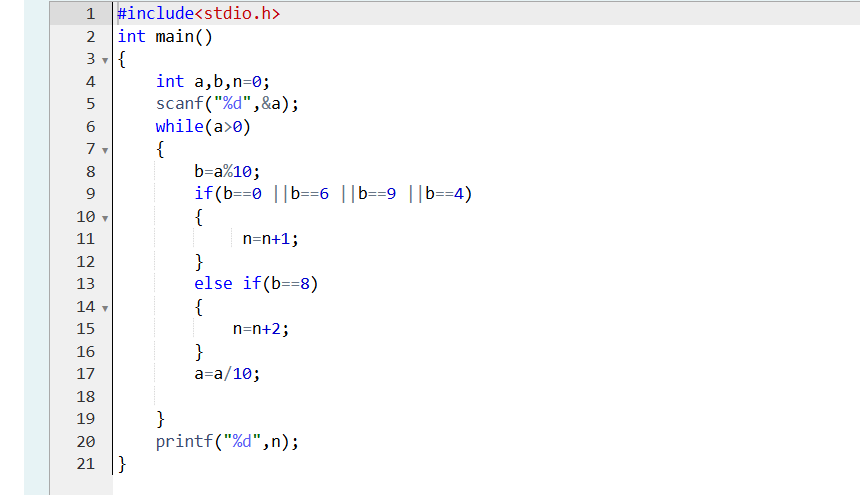 1 #include<stdio.h>
2 int main()
3 {
4     int a,b,n=0;
5     scanf("%d",&a);
6     while(a>0)
7     {
8         b=a%10;
9         if(b==0 ||b==6 ||b==9 ||b==4)
10         {
11              n=n+1;
12         }
13         else if(b==8)
14         {
15             n=n+2;
16         }
17         a=a/10;
18
19     }
20     printf("%d",n);
21 }